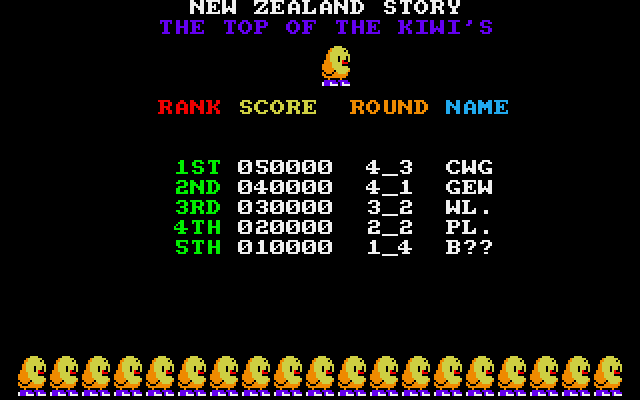 NEW ZEALAND STORY
THE TOP OF THE KIWI'S
RANK SCORE ROUND NAME
1ST 050000 4_3 CWG
2ND 040000 4_1 GEW
3RD 030000 3_2 WL.
4TH 020000 2_2 PL.
5TH 010000 1_4 B??